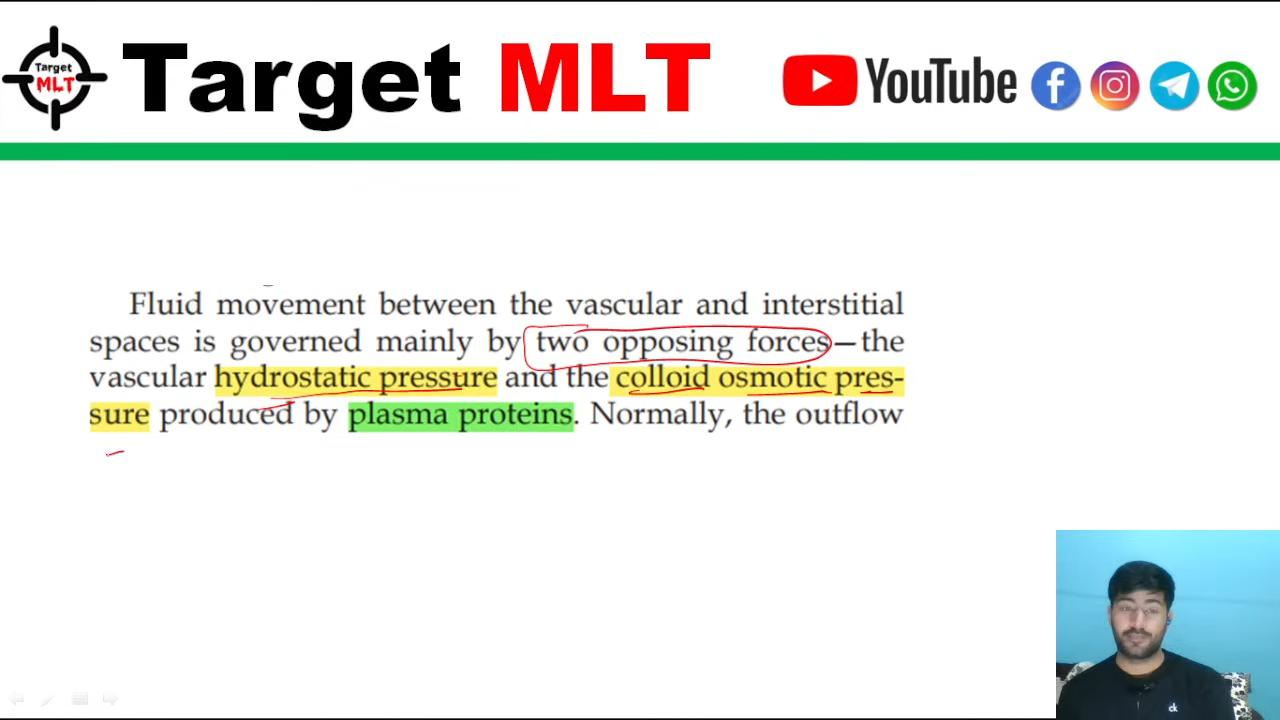 Target MLT
Target
MLT
YouTube
Fluid movement between the vascular and interstitial
spaces is governed mainly by two opposing forces—the
vascular hydrostatic pressure and the colloid osmotic pres-
sure produced by plasma proteins. Normally, the outflow
ck